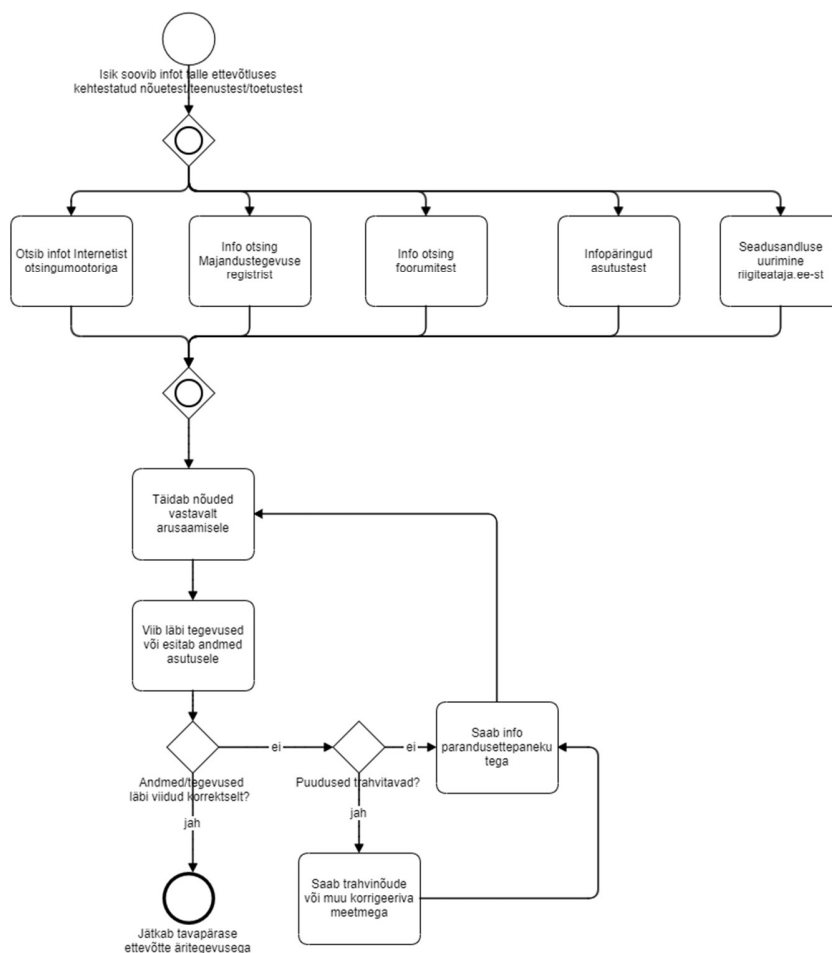 Isik soovib infot talle ettevõtluses
kehtestatud nõuetest/teenustest/toetustest
Otsib infot Internetist
otsingumootoriga
Info otsing
Majandustegevuse
registrist
Info otsing
foorumitest
Infopäringud
asutustest
Seadusandluse
uurimine
riigiteataja.ee-st
Täidab nõuded
vastavalt
arusaamisele
Viib läbi tegevused
või esitab andmed
asutusele
ei
ei
Saab info
parandusettepaneku
tega
Andmed/tegevused
läbi viidud korrektselt?
Puudused trahvitavad?
jah
jah
Saab trahvinõude
või muu korrigeeriva
meetmega
Jätkab tavapärase
ettevõtte äritegevusega